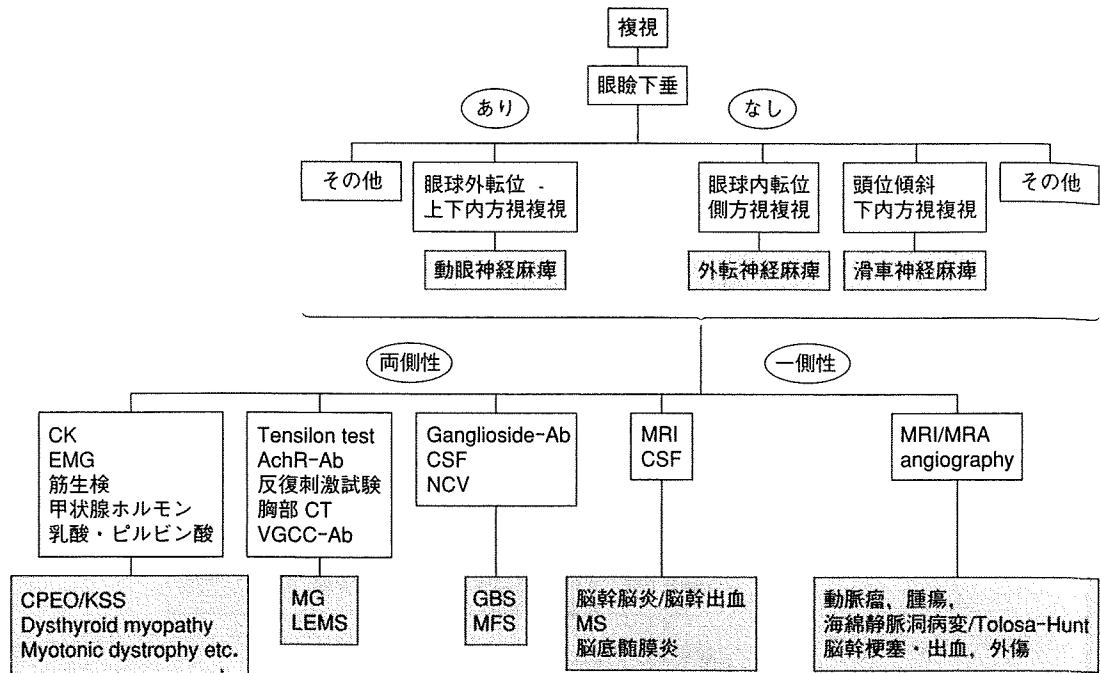 複視
眼瞼下垂
あり
なし
その他
眼球外転位 -
上下内方視複視
眼球内転位
側方視複視
頭位傾斜
下内方視複視
その他
動眼神経麻痺
外転神経麻痺
滑車神経麻痺
両側性
一側性
CK
EMG
筋生検
甲状腺ホルモン
乳酸・ピルビン酸
Tensilon test
AchR-Ab
反復刺激試験
胸部 CT
VGCC-Ab
Ganglioside-Ab
CSF
NCV
MRI
CSF
MRI/MRA
angiography
CPEO/KSS
Dysthyroid myopathy
Myotonic dystrophy etc.
MG
LEMS
GBS
MFS
脳幹脳炎/脳幹出血
MS
脳底髄膜炎
動脈瘤，腫瘍，
海綿静脈洞病変/Tolosa-Hunt
脳幹梗塞・出血，外傷